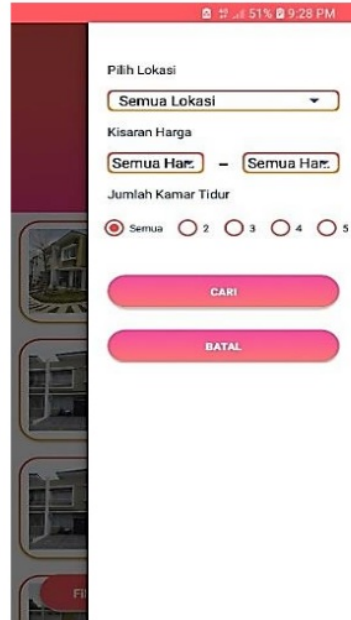 51% 9:28 PM
Pilih Lokasi
Semua Lokasi
Kisaran Harga
Semua Har. – Semua Har.
Jumlah Kamar Tidur
Semua 2 3 4 5
CARI
BATAL
FI